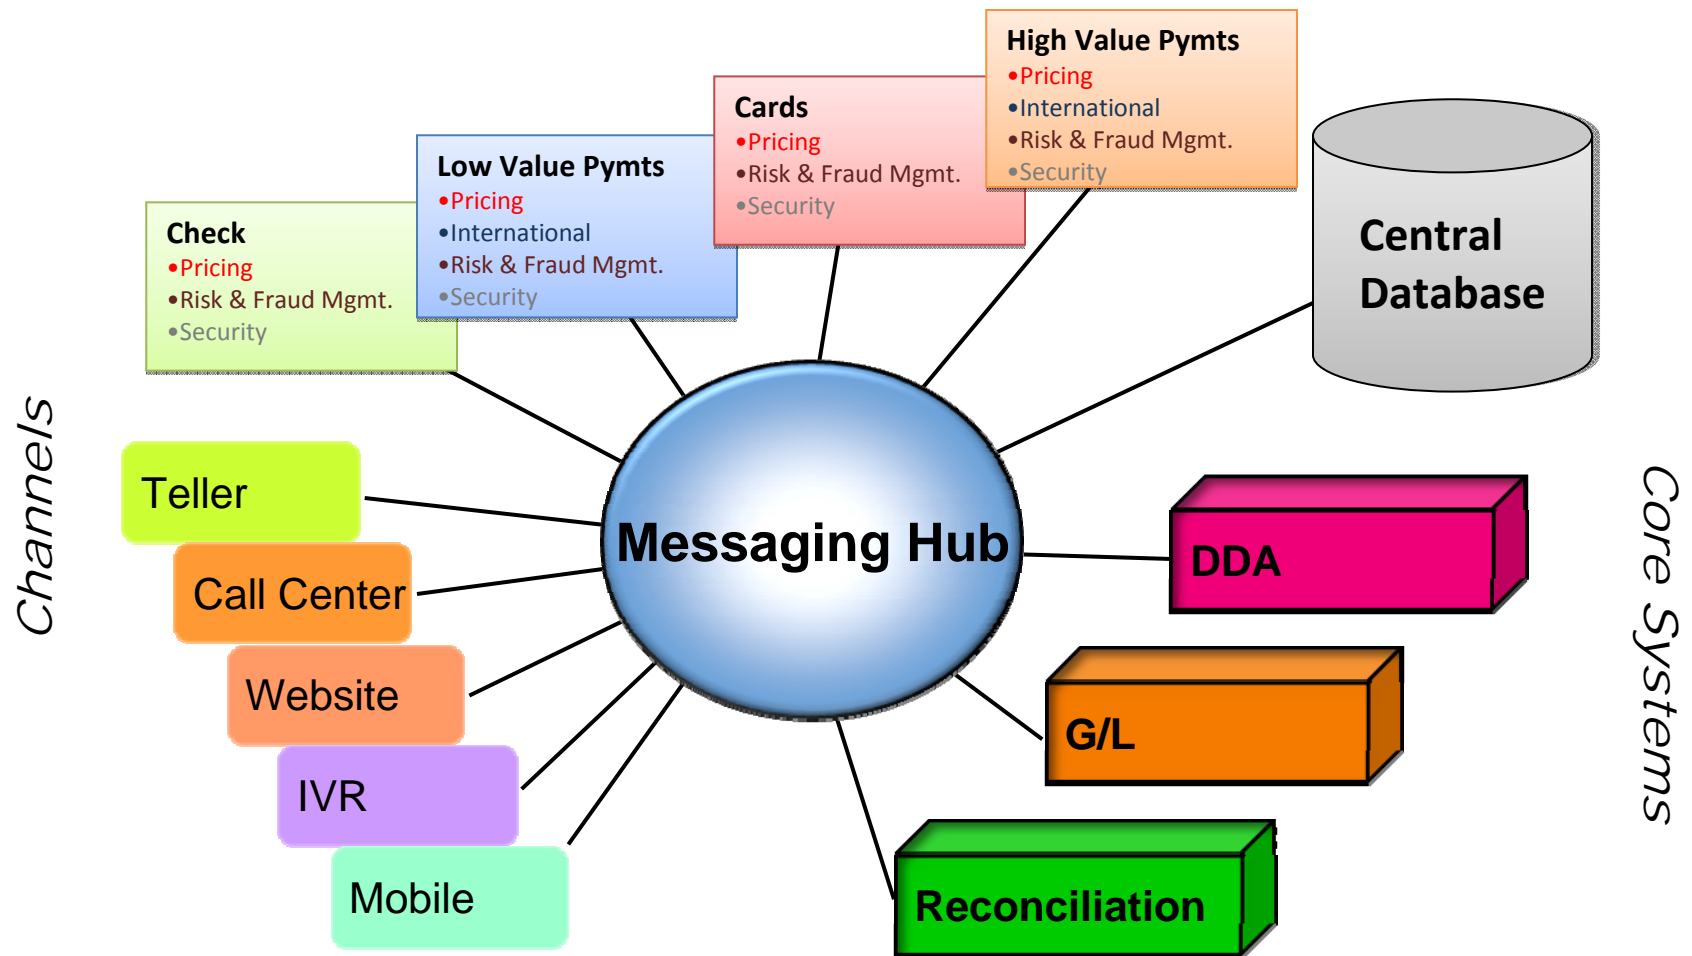 High Value Pymts
•Pricing
•International
•Risk & Fraud Mgmt.
•Security
Cards
•Pricing
•Risk & Fraud Mgmt.
•Security
Low Value Pymts
•Pricing
•International
•Risk & Fraud Mgmt.
•Security
Check
•Pricing
•Risk & Fraud Mgmt.
•Security
Central
Database
Channels
Teller
Call Center
Website
IVR
Mobile
Messaging Hub
DDA
G/L
Reconciliation
Core Systems